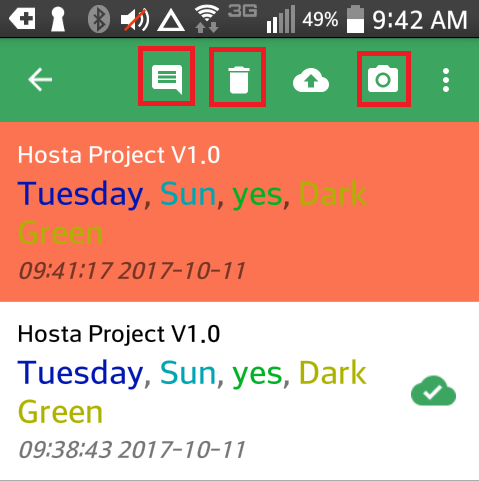 3G 49% 9:42 AM
Hosta Project V1.0
Tuesday, Sun, yes, Dark
Green
09:41:17 2017-10-11
Hosta Project V1.0
Tuesday, Sun, yes, Dark
Green
09:38:43 2017-10-11